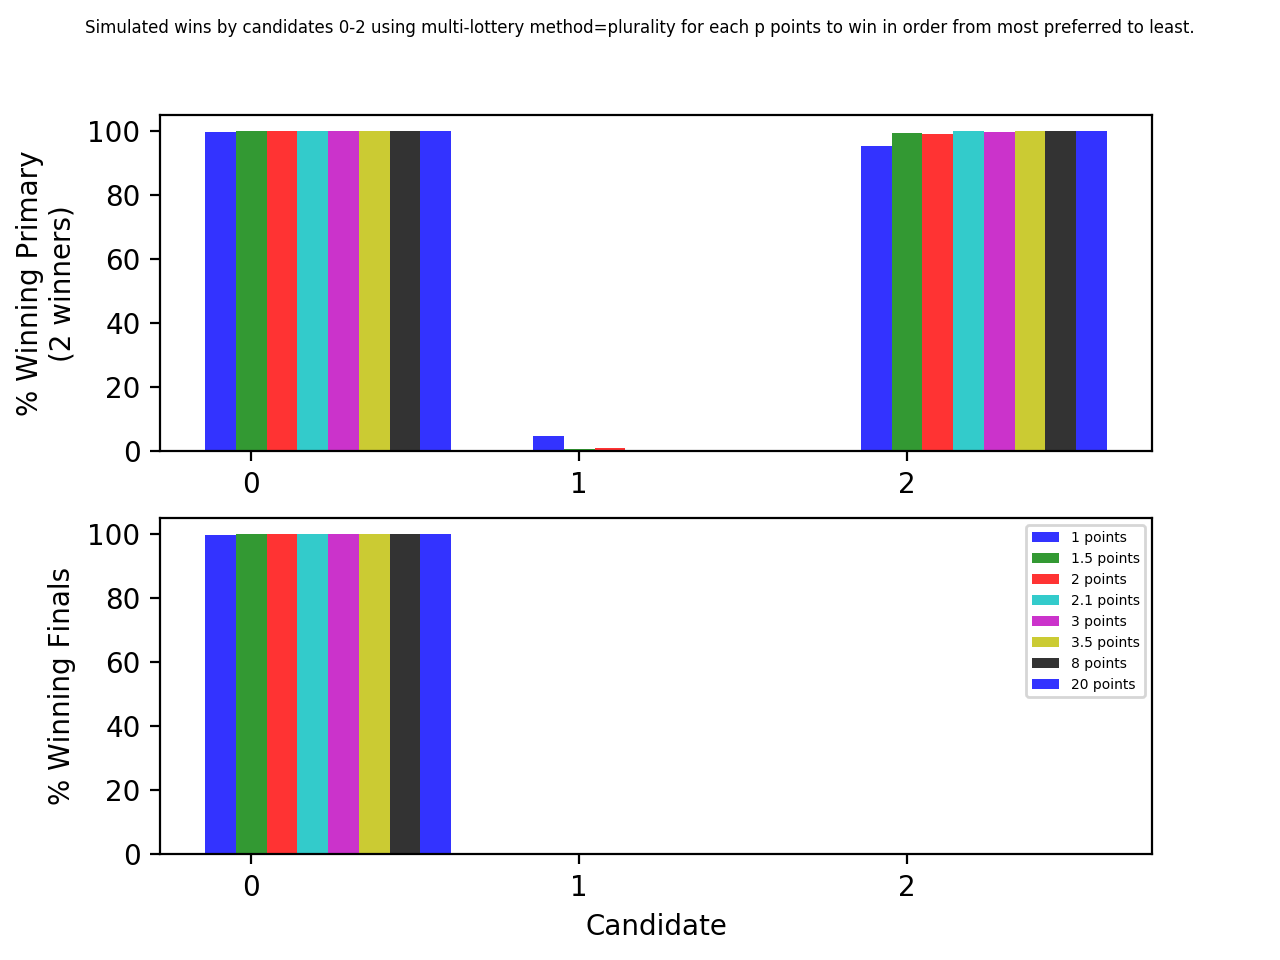 Simulated wins by candidates 0-2 using multi-lottery method=plurality for each p points to win in order from most preferred to least.
% Winning Primary
(2 winners)
100
80
60
40
20
0
0 1 2
% Winning Finals
100
80
60
40
20
0
1 points
1.5 points
2 points
2.1 points
3 points
3.5 points
8 points
20 points
0 1 2
Candidate